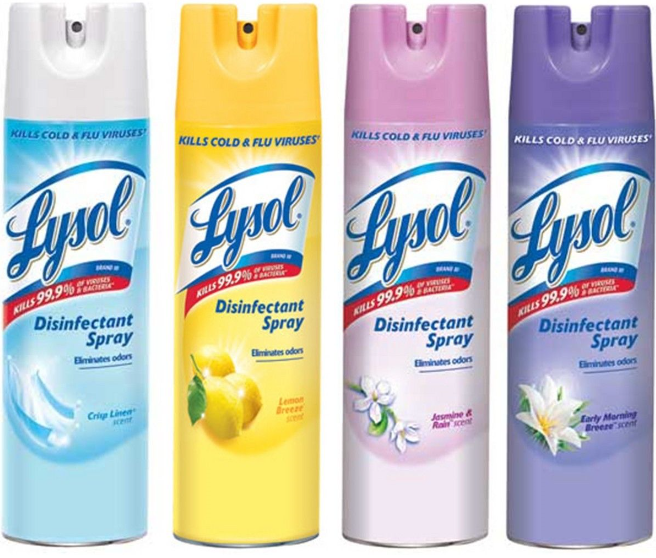 KILLS COLD & FLU VIRUSES†
Lysol®
BRAND III
KILLS 99.9% OF VIRUSES & BACTERIA**
Disinfectant
Spray
Eliminates odors
Crisp Linen®
scent
KILLS COLD & FLU VIRUSES†
Lysol®
BRAND III
KILLS 99.9% OF VIRUSES & BACTERIA**
Disinfectant
Spray
Eliminates odors
Lemon
Breeze™
scent
KILLS COLD & FLU VIRUSES†
Lysol®
BRAND III
KILLS 99.9% OF VIRUSES & BACTERIA**
Disinfectant
Spray
Eliminates odors
Jasmine &
Rain™ scent
KILLS COLD & FLU VIRUSES†
Lysol®
BRAND III
KILLS 99.9% OF VIRUSES & BACTERIA**
Disinfectant
Spray
Eliminates odors
Early Morning
Breeze™ scent